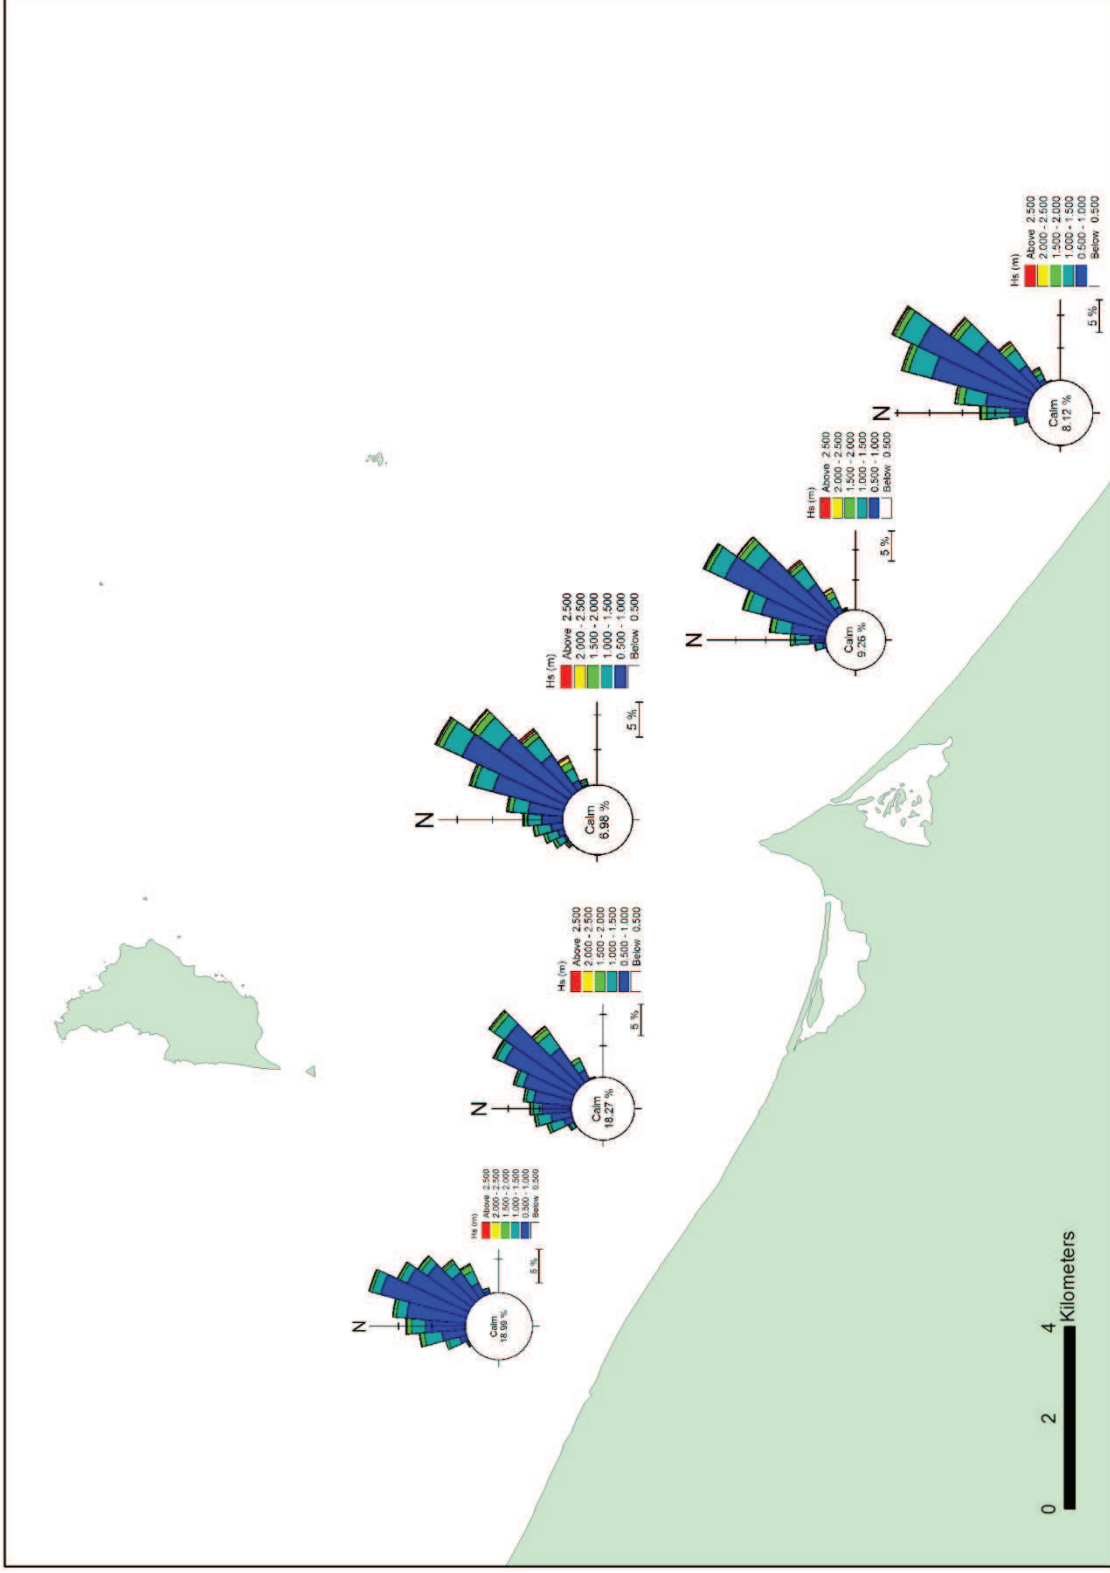 N
Calm
18.99 %
5 %
Hs (m)
Above 2.500
2.000 - 2.500
1.500 - 2.000
1.000 - 1.500
0.500 - 1.000
Below 0.500
N
Calm
18.27 %
5 %
Hs (m)
Above 2.500
2.000 - 2.500
1.500 - 2.000
1.000 - 1.500
0.500 - 1.000
Below 0.500
N
Calm
6.98 %
5 %
Hs (m)
Above 2.500
2.000 - 2.500
1.500 - 2.000
1.000 - 1.500
0.500 - 1.000
Below 0.500
N
Calm
9.26 %
5 %
Hs (m)
Above 2.500
2.000 - 2.500
1.500 - 2.000
1.000 - 1.500
0.500 - 1.000
Below 0.500
N
Calm
8.12 %
5 %
Hs (m)
Above 2.500
2.000 - 2.500
1.500 - 2.000
1.000 - 1.500
0.500 - 1.000
Below 0.500
0 2 4
Kilometers